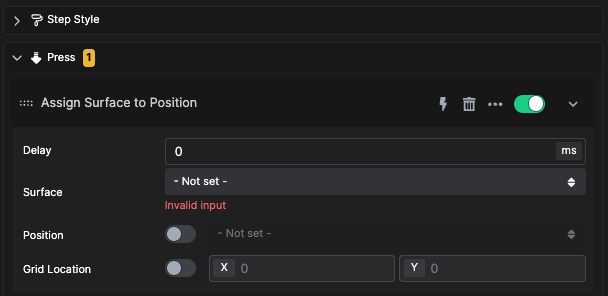 Step Style
Press 1
Assign Surface to Position
Delay 0 ms
Surface - Not set -
Invalid input
Position - Not set -
Grid Location X 0 Y 0